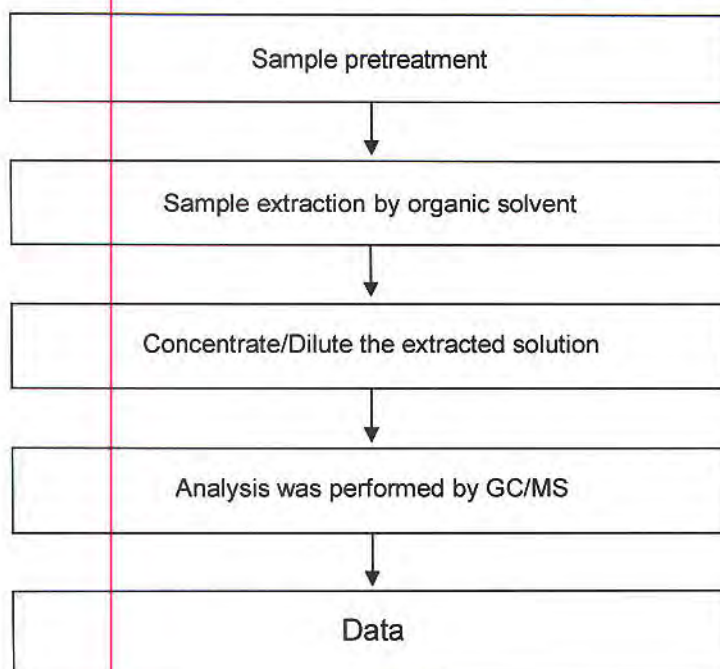 Sample pretreatment
Sample extraction by organic solvent
Concentrate/Dilute the extracted solution
Analysis was performed by GC/MS
Data